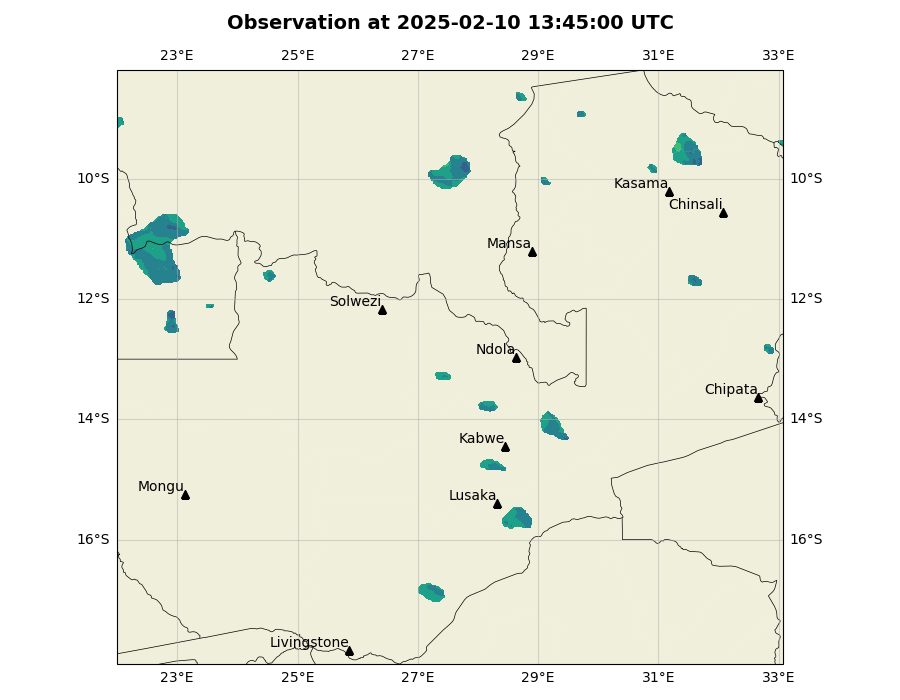 Observation at 2025-02-10 13:45:00 UTC
23°E 25°E 27°E 29°E 31°E 33°E
10°S 10°S
Kasama
Chinsali
Mansa
12°S 12°S
Solwezi
Ndola
Chipata
14°S 14°S
Kabwe
Mongu
Lusaka
16°S 16°S
Livingstone
23°E 25°E 27°E 29°E 31°E 33°E